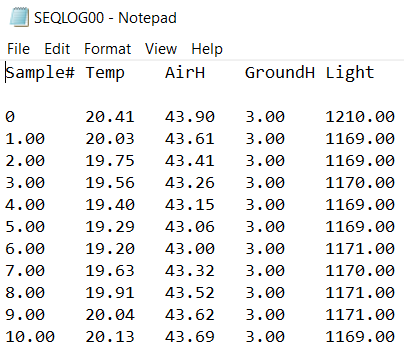 SEQLOG00 - Notepad
File Edit Format View Help
Sample# Temp AirH GroundH Light
0 20.41 43.90 3.00 1210.00
1.00 20.03 43.61 3.00 1169.00
2.00 19.75 43.41 3.00 1169.00
3.00 19.56 43.26 3.00 1170.00
4.00 19.40 43.15 3.00 1169.00
5.00 19.29 43.06 3.00 1169.00
6.00 19.20 43.00 3.00 1171.00
7.00 19.63 43.32 3.00 1170.00
8.00 19.91 43.52 3.00 1171.00
9.00 20.04 43.62 3.00 1171.00
10.00 20.13 43.69 3.00 1169.00